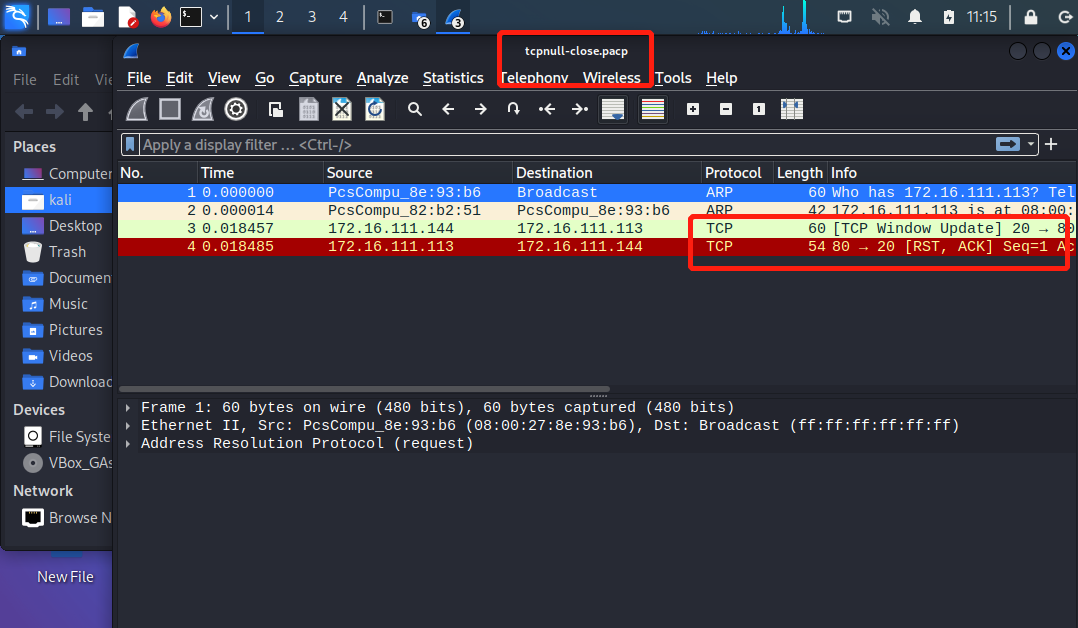 1 2 3 4 6 3 11:15
tcpnull-close.pacp
File Edit Vie
File Edit View Go Capture Analyze Statistics Telephony Wireless Tools Help
Apply a display filter ... <Ctrl-/>
Places
Computer
kali
Desktop
Trash
Documen
Music
Pictures
Videos
Download
Devices
File Syste
VBox_GAs
Network
Browse N
New File
No. Time Source Destination Protocol Length Info
1 0.000000 PcsCompu_8e:93:b6 Broadcast ARP 60 Who has 172.16.111.113? Tel
2 0.000014 PcsCompu_82:b2:51 PcsCompu_8e:93:b6 ARP 42 172.16.111.113 is at 08:00:
3 0.018457 172.16.111.144 172.16.111.113 TCP 60 [TCP Window Update] 20 → 80
4 0.018485 172.16.111.113 172.16.111.144 TCP 54 80 → 20 [RST, ACK] Seq=1 Ac
Frame 1: 60 bytes on wire (480 bits), 60 bytes captured (480 bits)
Ethernet II, Src: PcsCompu_8e:93:b6 (08:00:27:8e:93:b6), Dst: Broadcast (ff:ff:ff:ff:ff:ff)
Address Resolution Protocol (request)